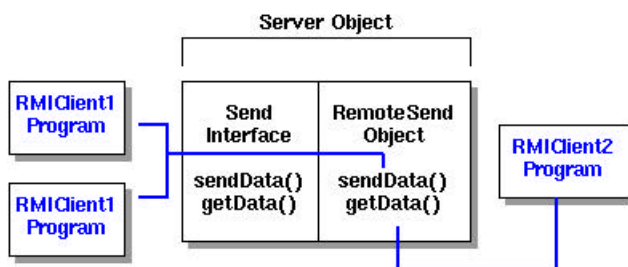 Server Object
RMIClient1
Program
Send
Interface
RemoteSend
Object
RMIClient2
Program
sendData()
getData()
sendData()
getData()
RMIClient1
Program